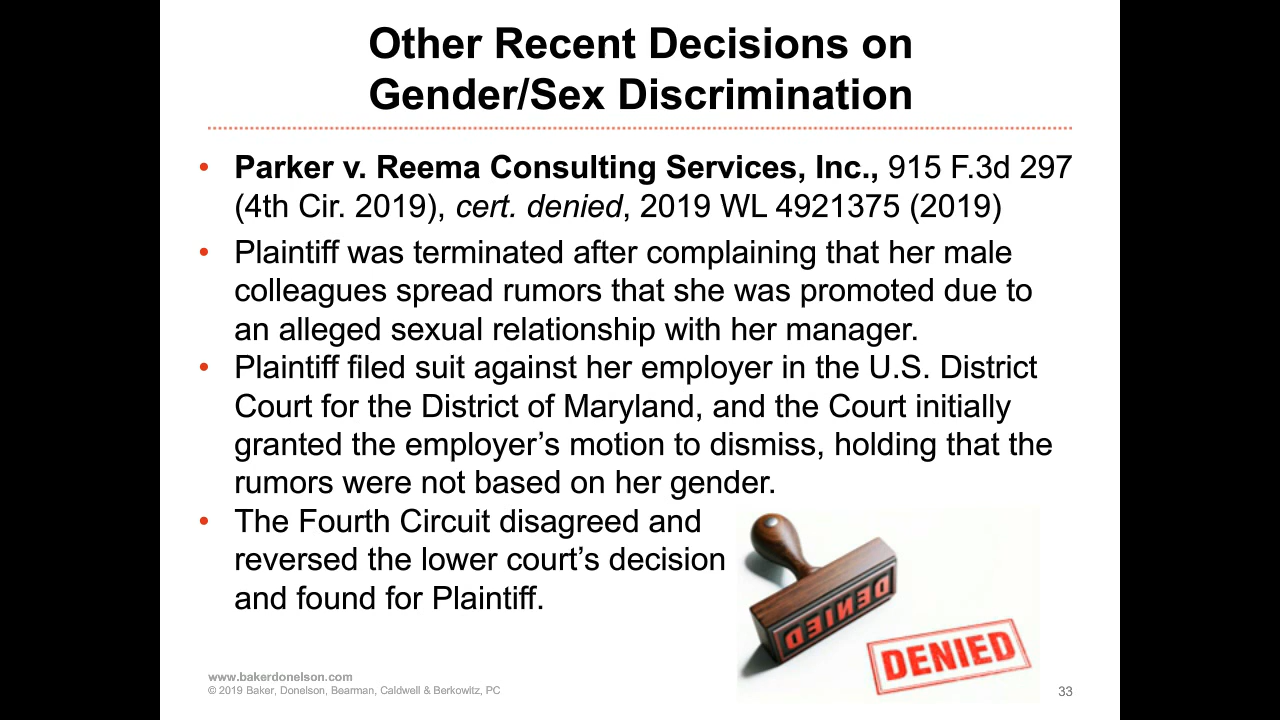 Other Recent Decisions on
Gender/Sex Discrimination
• Parker v. Reema Consulting Services, Inc., 915 F.3d 297
(4th Cir. 2019), cert. denied, 2019 WL 4921375 (2019)
• Plaintiff was terminated after complaining that her male
colleagues spread rumors that she was promoted due to
an alleged sexual relationship with her manager.
• Plaintiff filed suit against her employer in the U.S. District
Court for the District of Maryland, and the Court initially
granted the employer’s motion to dismiss, holding that the
rumors were not based on her gender.
• The Fourth Circuit disagreed and
reversed the lower court’s decision
and found for Plaintiff.
DENIED
DENIED
www.bakerdonelson.com
© 2019 Baker, Donelson, Bearman, Caldwell & Berkowitz, PC
33